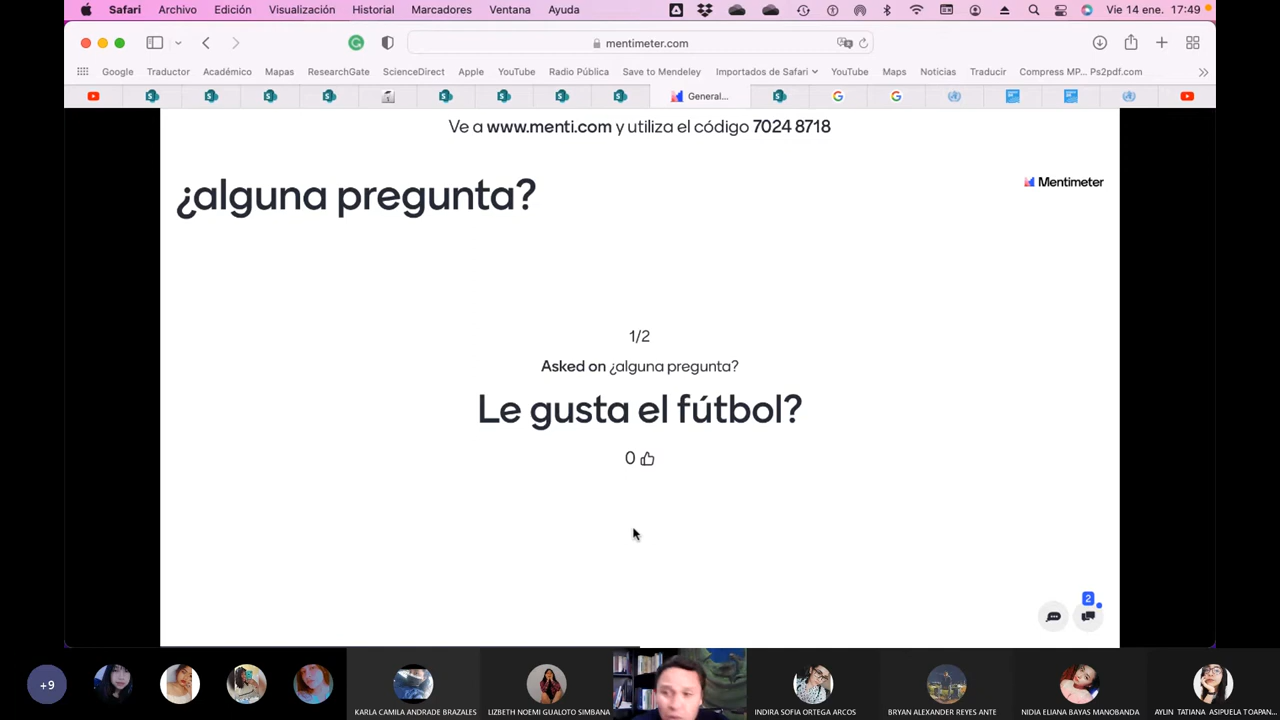 Safari Archivo Edición Visualización Historial Marcadores Ventana Ayuda Vie 14 ene. 17:49
mentimeter.com
Google Traductor Académico Mapas ResearchGate ScienceDirect Apple YouTube Radio Pública Save to Mendeley Importados de Safari YouTube Maps Noticias Traducir Compress MP... Ps2pdf.com
General...
Ve a www.menti.com y utiliza el código 7024 8718
¿alguna pregunta?
Mentimeter
1/2
Asked on ¿alguna pregunta?
Le gusta el fútbol?
0
2
+9
KARLA CAMILA ANDRADE BRAZALES
LIZBETH NOEMI GUALOTO SIMBANA
INDIRA SOFIA ORTEGA ARCOS
BRYAN ALEXANDER REYES ANTE
NIDIA ELIANA BAYAS MANOBANDA
AYLIN TATIANA ASIPUELA TOAPAN...